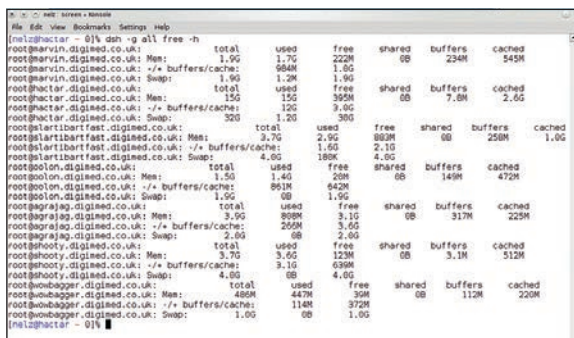 nelz: screen - Konsole
File Edit View Bookmarks Settings Help
[nelz@hactar ~ 0]% dsh -g all free -h
root@marvin.digimed.co.uk: total used free shared buffers cached
root@marvin.digimed.co.uk: Mem: 1.9G 1.7G 222M 0B 234M 545M
root@marvin.digimed.co.uk: -/+ buffers/cache: 984M 1.0G
root@marvin.digimed.co.uk: Swap: 1.9G 1.2M 1.9G
root@hactar.digimed.co.uk: total used free shared buffers cached
root@hactar.digimed.co.uk: Mem: 15G 15G 395M 0B 7.8M 2.6G
root@hactar.digimed.co.uk: -/+ buffers/cache: 12G 3.0G
root@hactar.digimed.co.uk: Swap: 32G 1.2G 30G
root@slartibartfast.digimed.co.uk: total used free shared buffers cached
root@slartibartfast.digimed.co.uk: Mem: 3.7G 2.9G 883M 0B 258M 1.0G
root@slartibartfast.digimed.co.uk: -/+ buffers/cache: 1.6G 2.1G
root@slartibartfast.digimed.co.uk: Swap: 4.0G 180K 4.0G
root@oolon.digimed.co.uk: total used free shared buffers cached
root@oolon.digimed.co.uk: Mem: 1.5G 1.4G 20M 0B 149M 472M
root@oolon.digimed.co.uk: -/+ buffers/cache: 861M 642M
root@oolon.digimed.co.uk: Swap: 1.9G 0B 1.9G
root@agrajag.digimed.co.uk: total used free shared buffers cached
root@agrajag.digimed.co.uk: Mem: 3.9G 808M 3.1G 0B 317M 225M
root@agrajag.digimed.co.uk: -/+ buffers/cache: 266M 3.6G
root@agrajag.digimed.co.uk: Swap: 2.0G 0B 2.0G
root@shooty.digimed.co.uk: total used free shared buffers cached
root@shooty.digimed.co.uk: Mem: 3.7G 3.6G 123M 0B 3.1M 512M
root@shooty.digimed.co.uk: -/+ buffers/cache: 3.1G 639M
root@shooty.digimed.co.uk: Swap: 4.0G 0B 4.0G
root@wowbagger.digimed.co.uk: total used free shared buffers cached
root@wowbagger.digimed.co.uk: Mem: 486M 447M 39M 0B 112M 220M
root@wowbagger.digimed.co.uk: -/+ buffers/cache: 114M 372M
root@wowbagger.digimed.co.uk: Swap: 1.0G 0B 1.0G
[nelz@hactar ~ 0]%